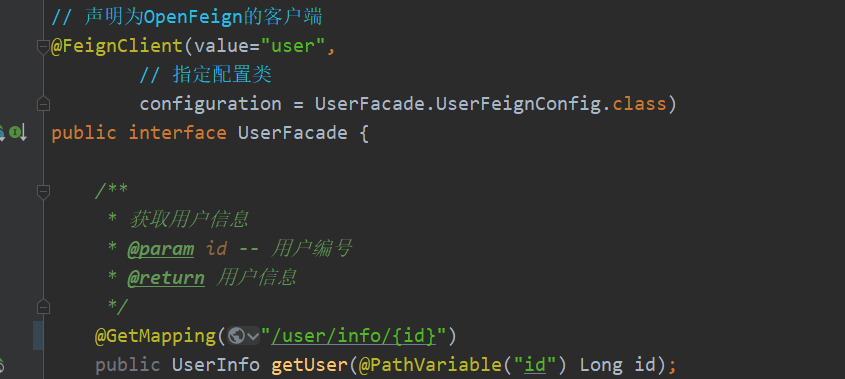 // 声明为OpenFeign的客户端
@FeignClient(value="user",
        // 指定配置类
        configuration = UserFacade.UserFeignConfig.class)
public interface UserFacade {
    /**
     * 获取用户信息
     * @param id -- 用户编号
     * @return 用户信息
     */
    @GetMapping("/user/info/{id}")
    public UserInfo getUser(@PathVariable("id") Long id);